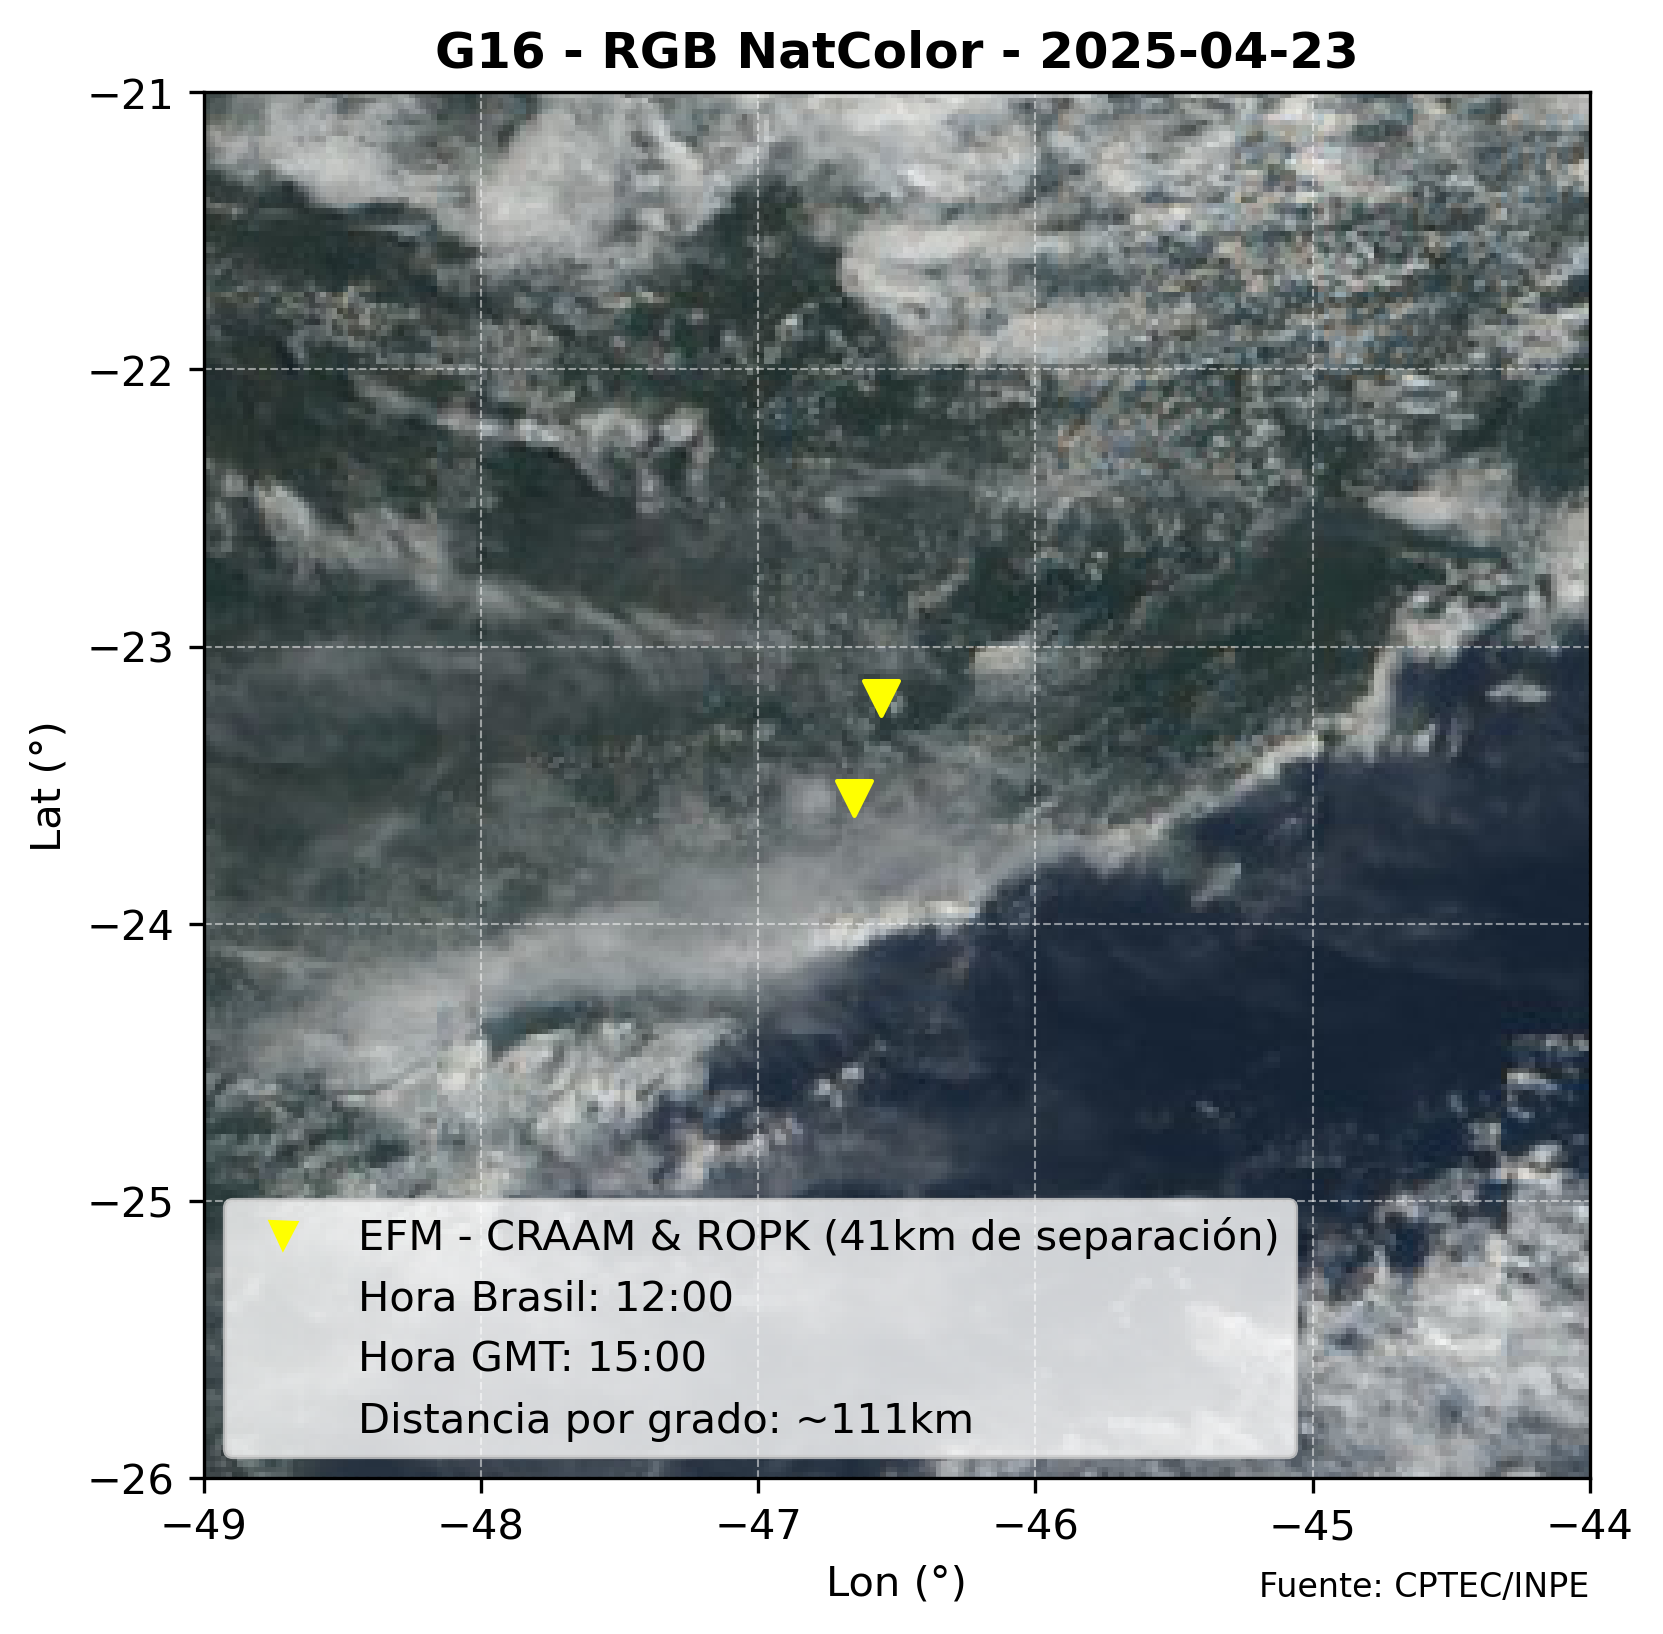 G16 - RGB NatColor - 2025-04-23
−21
−22
−23
−24
−25
−26
Lat (°)
EFM - CRAAM & ROPK (41km de separación)
Hora Brasil: 12:00
Hora GMT: 15:00
Distancia por grado: ~111km
−49 −48 −47 −46 −45 −44
Lon (°)
Fuente: CPTEC/INPE